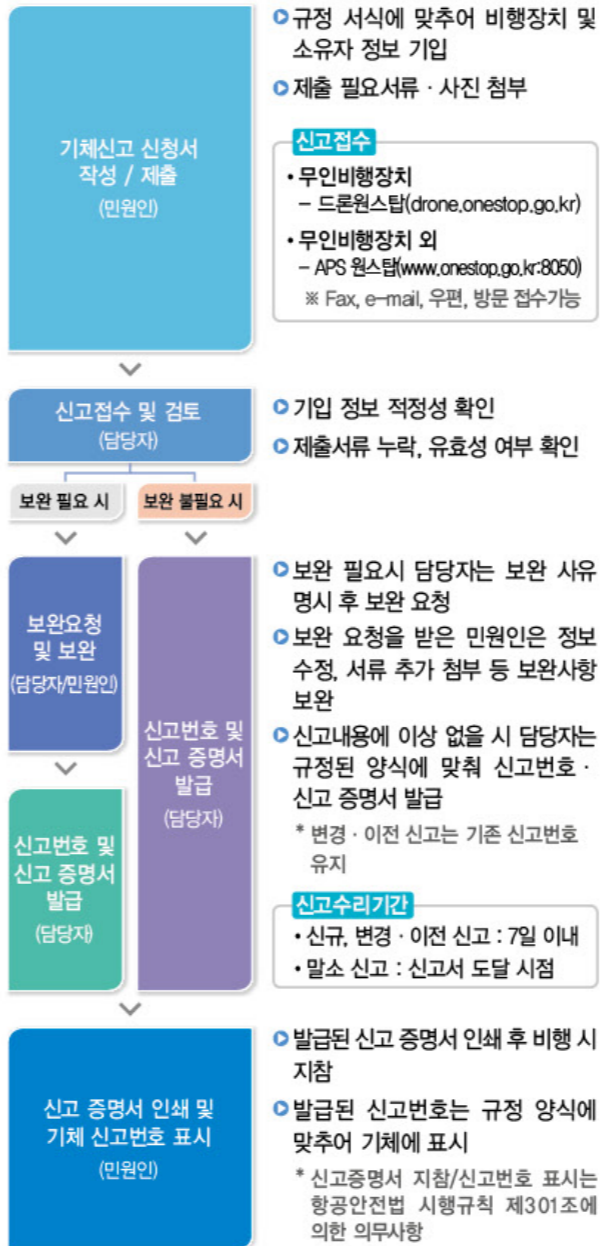 기체신고 신청서
작성 / 제출
(민원인)
규정 서식에 맞추어 비행장치 및
소유자 정보 기입
제출 필요서류 · 사진 첨부
신고접수
• 무인비행장치
– 드론원스탑(drone.onestop.go.kr)
• 무인비행장치 외
– APS 원스탑(www.onestop.go.kr:8050)
※ Fax, e-mail, 우편, 방문 접수가능
신고접수 및 검토
(담당자)
기입 정보 적정성 확인
제출서류 누락, 유효성 여부 확인
보완 필요 시
보완 불필요 시
보완요청
및 보완
(담당자/민원인)
신고번호 및
신고 증명서
발급
(담당자)
신고번호 및
신고 증명서
발급
(담당자)
보완 필요시 담당자는 보완 사유
명시 후 보완 요청
보완 요청을 받은 민원인은 정보
수정, 서류 추가 첨부 등 보완사항
보완
신고내용에 이상 없을 시 담당자는
규정된 양식에 맞춰 신고번호 ·
신고 증명서 발급
* 변경 · 이전 신고는 기존 신고번호
유지
신고수리기간
• 신규, 변경 · 이전 신고 : 7일 이내
• 말소 신고 : 신고서 도달 시점
신고 증명서 인쇄 및
기체 신고번호 표시
(민원인)
발급된 신고 증명서 인쇄 후 비행 시
지참
발급된 신고번호는 규정 양식에
맞추어 기체에 표시
* 신고증명서 지참/신고번호 표시는
항공안전법 시행규칙 제301조에
의한 의무사항